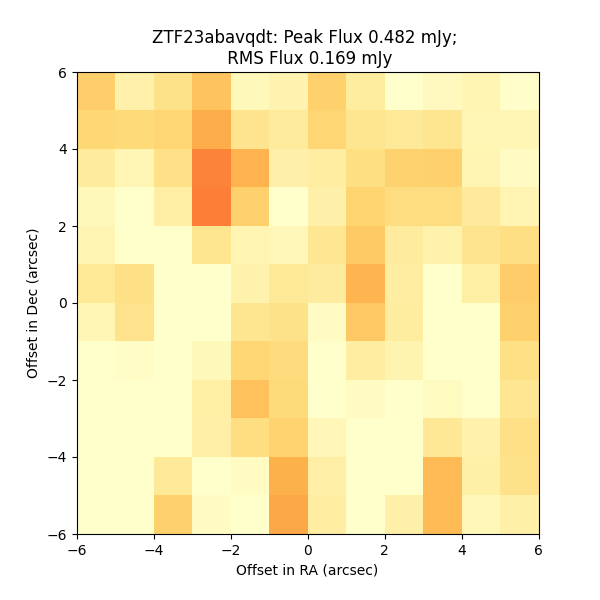 ZTF23abavqdt: Peak Flux 0.482 mJy;
RMS Flux 0.169 mJy
6
4
2
0
−2
−4
−6
Offset in Dec (arcsec)
−6 −4 −2 0 2 4 6
Offset in RA (arcsec)